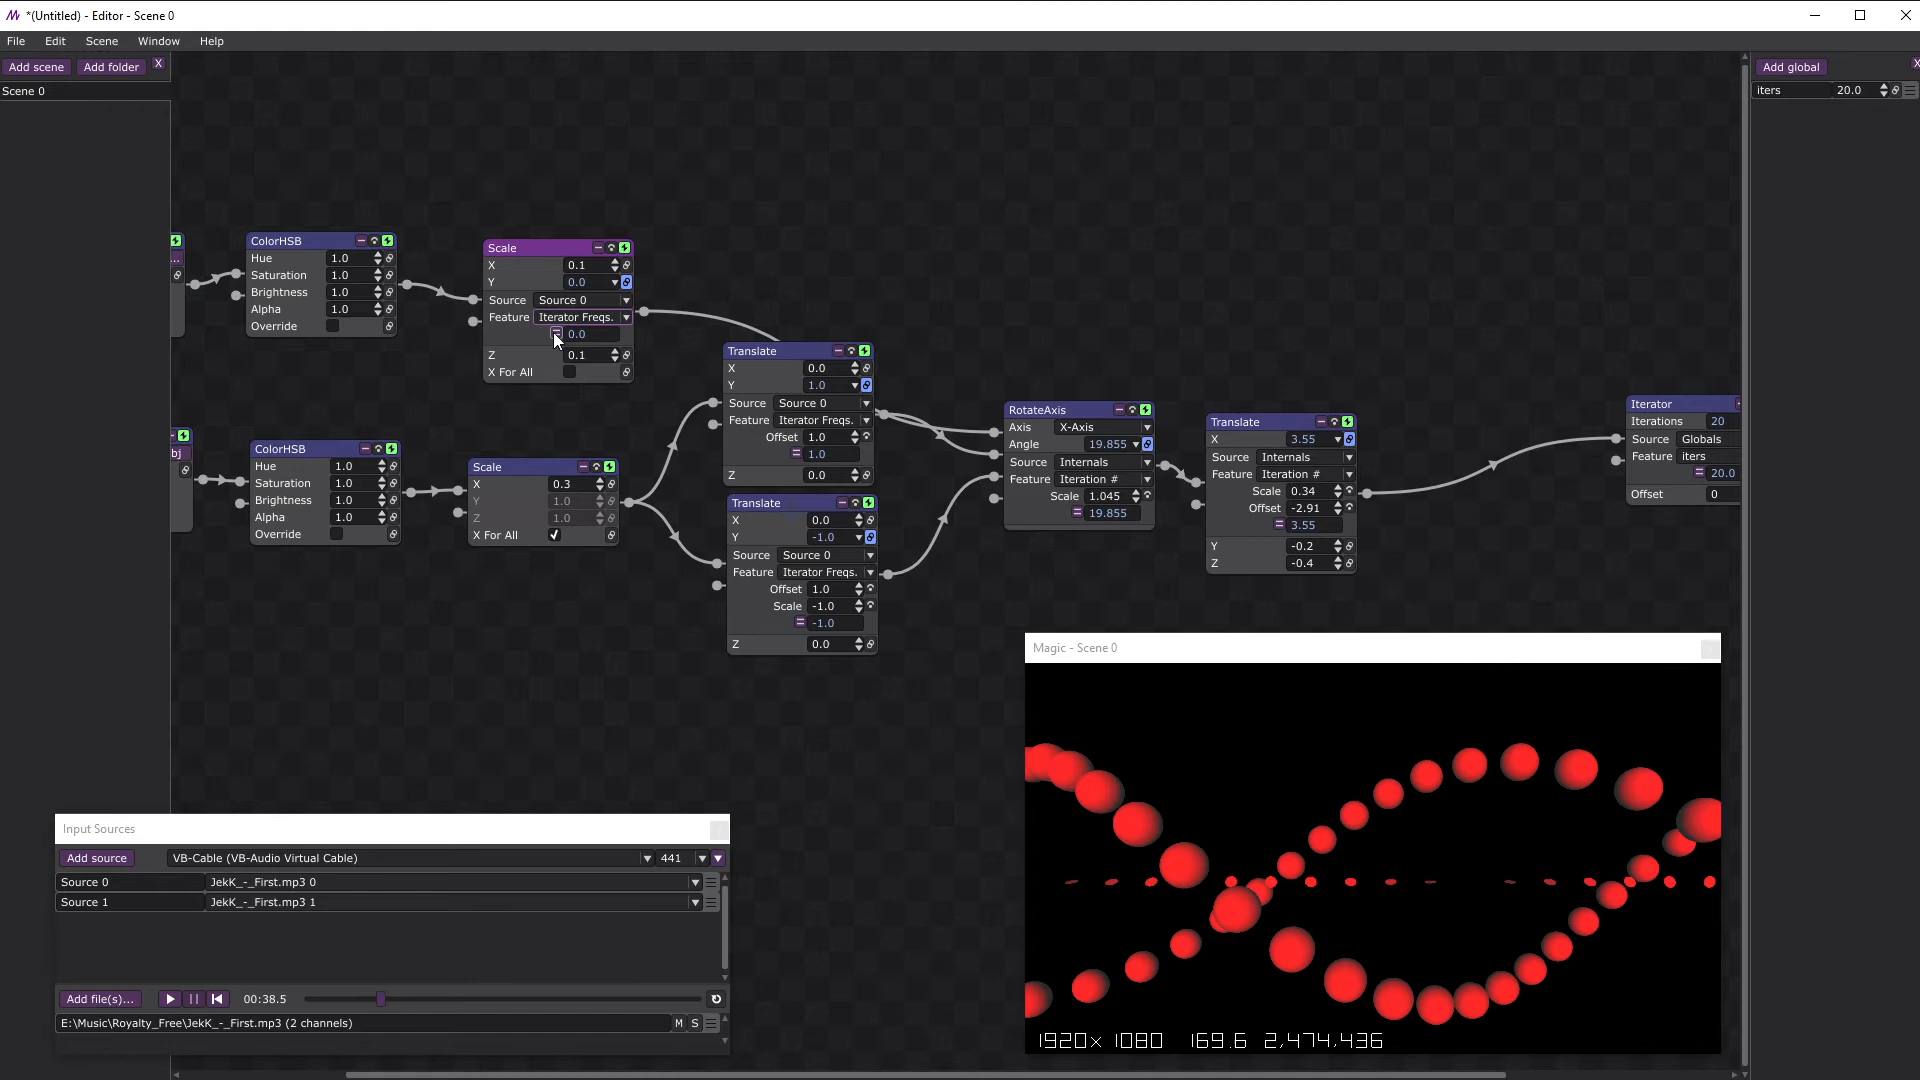 *(Untitled) - Editor - Scene 0
File Edit Scene Window Help
Add scene Add folder X
Scene 0
Add global X
iters 20.0
ColorHSB
Hue 1.0
Saturation 1.0
Brightness 1.0
Alpha 1.0
Override
Scale
X 0.1
Y 0.0
Source Source 0
Feature Iterator Freqs.
= 0.0
Z 0.1
X For All
Translate
X 0.0
Y 1.0
Source Source 0
Feature Iterator Freqs.
Offset 1.0
= 1.0
Z 0.0
RotateAxis
Axis X-Axis
Angle 19.855
Source Internals
Feature Iteration #
Scale 1.045
= 19.855
Translate
X 3.55
Source Internals
Feature Iteration #
Scale 0.34
Offset -2.91
= 3.55
Y -0.2
Z -0.4
Iterator
Iterations 20
Source Globals
Feature iters
= 20.0
Offset 0
bj
ColorHSB
Hue 1.0
Saturation 1.0
Brightness 1.0
Alpha 1.0
Override
Scale
X 0.3
Y 1.0
Z 1.0
X For All
Translate
X 0.0
Y -1.0
Source Source 0
Feature Iterator Freqs.
Offset 1.0
Scale -1.0
= -1.0
Z 0.0
Magic - Scene 0
1920x 1080 169.6 2,474,436
Input Sources
Add source VB-Cable (VB-Audio Virtual Cable) 441
Source 0 JekK_-_First.mp3 0
Source 1 JekK_-_First.mp3 1
Add file(s)... 00:38.5
E:\Music\Royalty_Free\JekK_-_First.mp3 (2 channels) M S